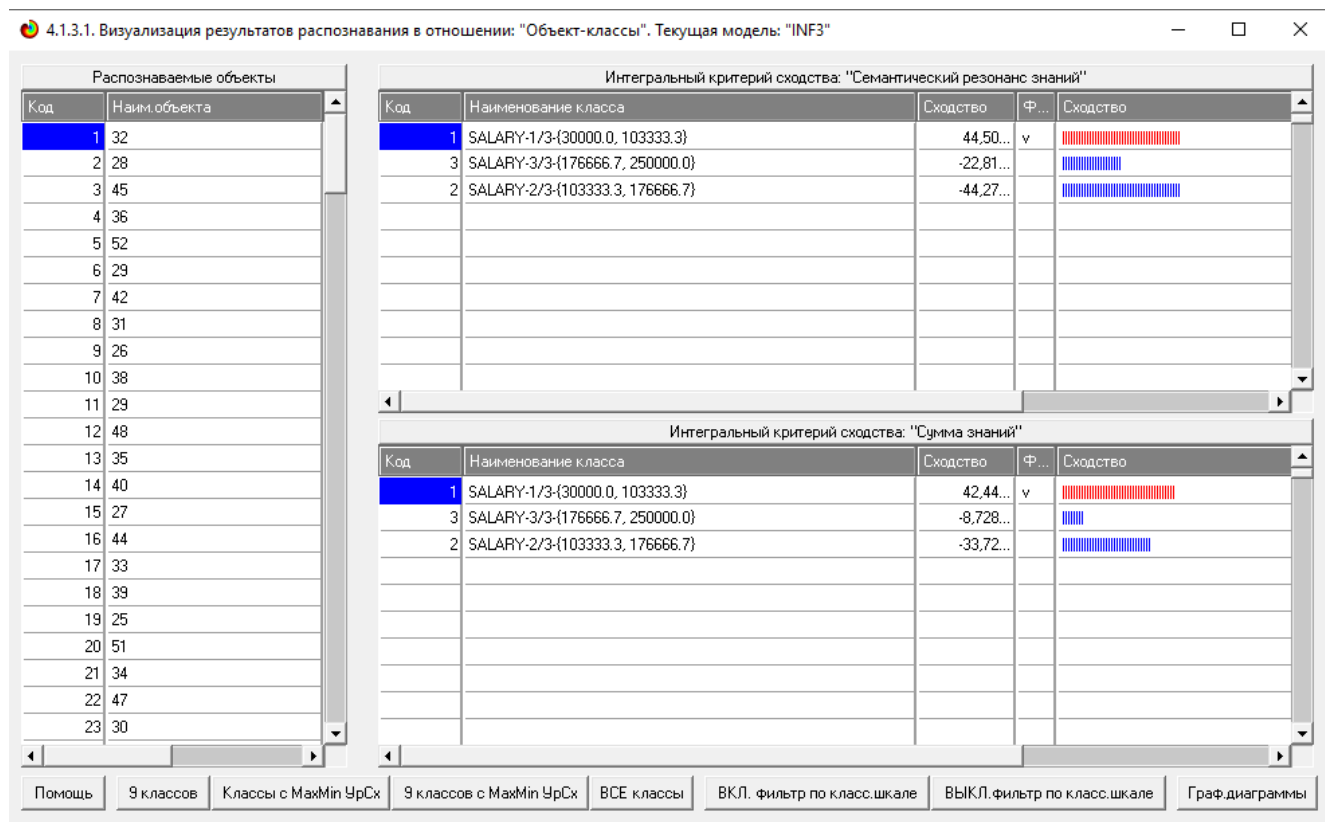 4.1.3.1. Визуализация результатов распознавания в отношении: "Объект-классы". Текущая модель: "INF3"
Распознаваемые объекты
Код Наим.объекта
1 32
2 28
3 45
4 36
5 52
6 29
7 42
8 31
9 26
10 38
11 29
12 48
13 35
14 40
15 27
16 44
17 33
18 39
19 25
20 51
21 34
22 47
23 30
Интегральный критерий сходства: "Семантический резонанс знаний"
Код Наименование класса Сходство Ф... Сходство
1 SALARY-1/3-{30000.0, 103333.3} 44,50... v
3 SALARY-3/3-{176666.7, 250000.0} -22,81...
2 SALARY-2/3-{103333.3, 176666.7} -44,27...
Интегральный критерий сходства: "Сумма знаний"
Код Наименование класса Сходство Ф... Сходство
1 SALARY-1/3-{30000.0, 103333.3} 42,44... v
3 SALARY-3/3-{176666.7, 250000.0} -8,728...
2 SALARY-2/3-{103333.3, 176666.7} -33,72...
Помощь 9 классов Классы с MaxMin УрСх 9 классов с MaxMin УрСх ВСЕ классы ВКЛ. фильтр по класс.шкале ВЫКЛ.фильтр по класс.шкале Граф.диаграммы